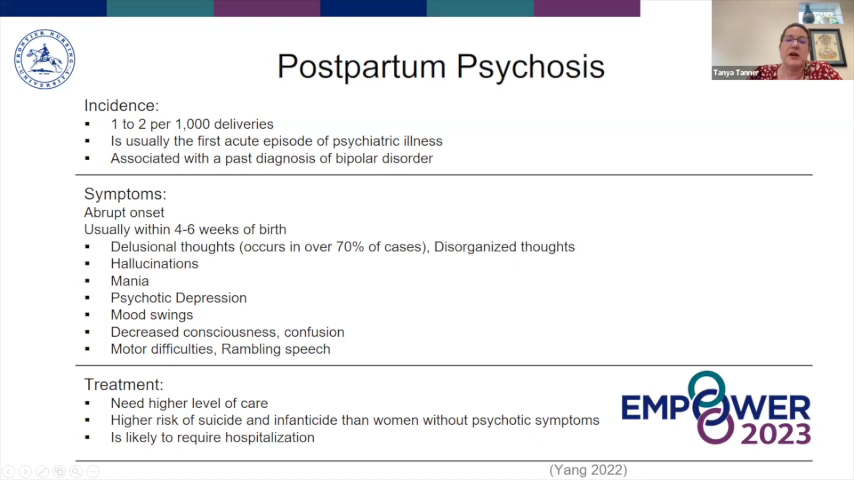 FRONTIER NURSING UNIVERSITY
Tanya Tanner
Postpartum Psychosis
Incidence:
▪ 1 to 2 per 1,000 deliveries
▪ Is usually the first acute episode of psychiatric illness
▪ Associated with a past diagnosis of bipolar disorder
Symptoms:
Abrupt onset
Usually within 4-6 weeks of birth
▪ Delusional thoughts (occurs in over 70% of cases), Disorganized thoughts
▪ Hallucinations
▪ Mania
▪ Psychotic Depression
▪ Mood swings
▪ Decreased consciousness, confusion
▪ Motor difficulties, Rambling speech
Treatment:
▪ Need higher level of care
▪ Higher risk of suicide and infanticide than women without psychotic symptoms
▪ Is likely to require hospitalization
EMPOWER
2023
(Yang 2022)